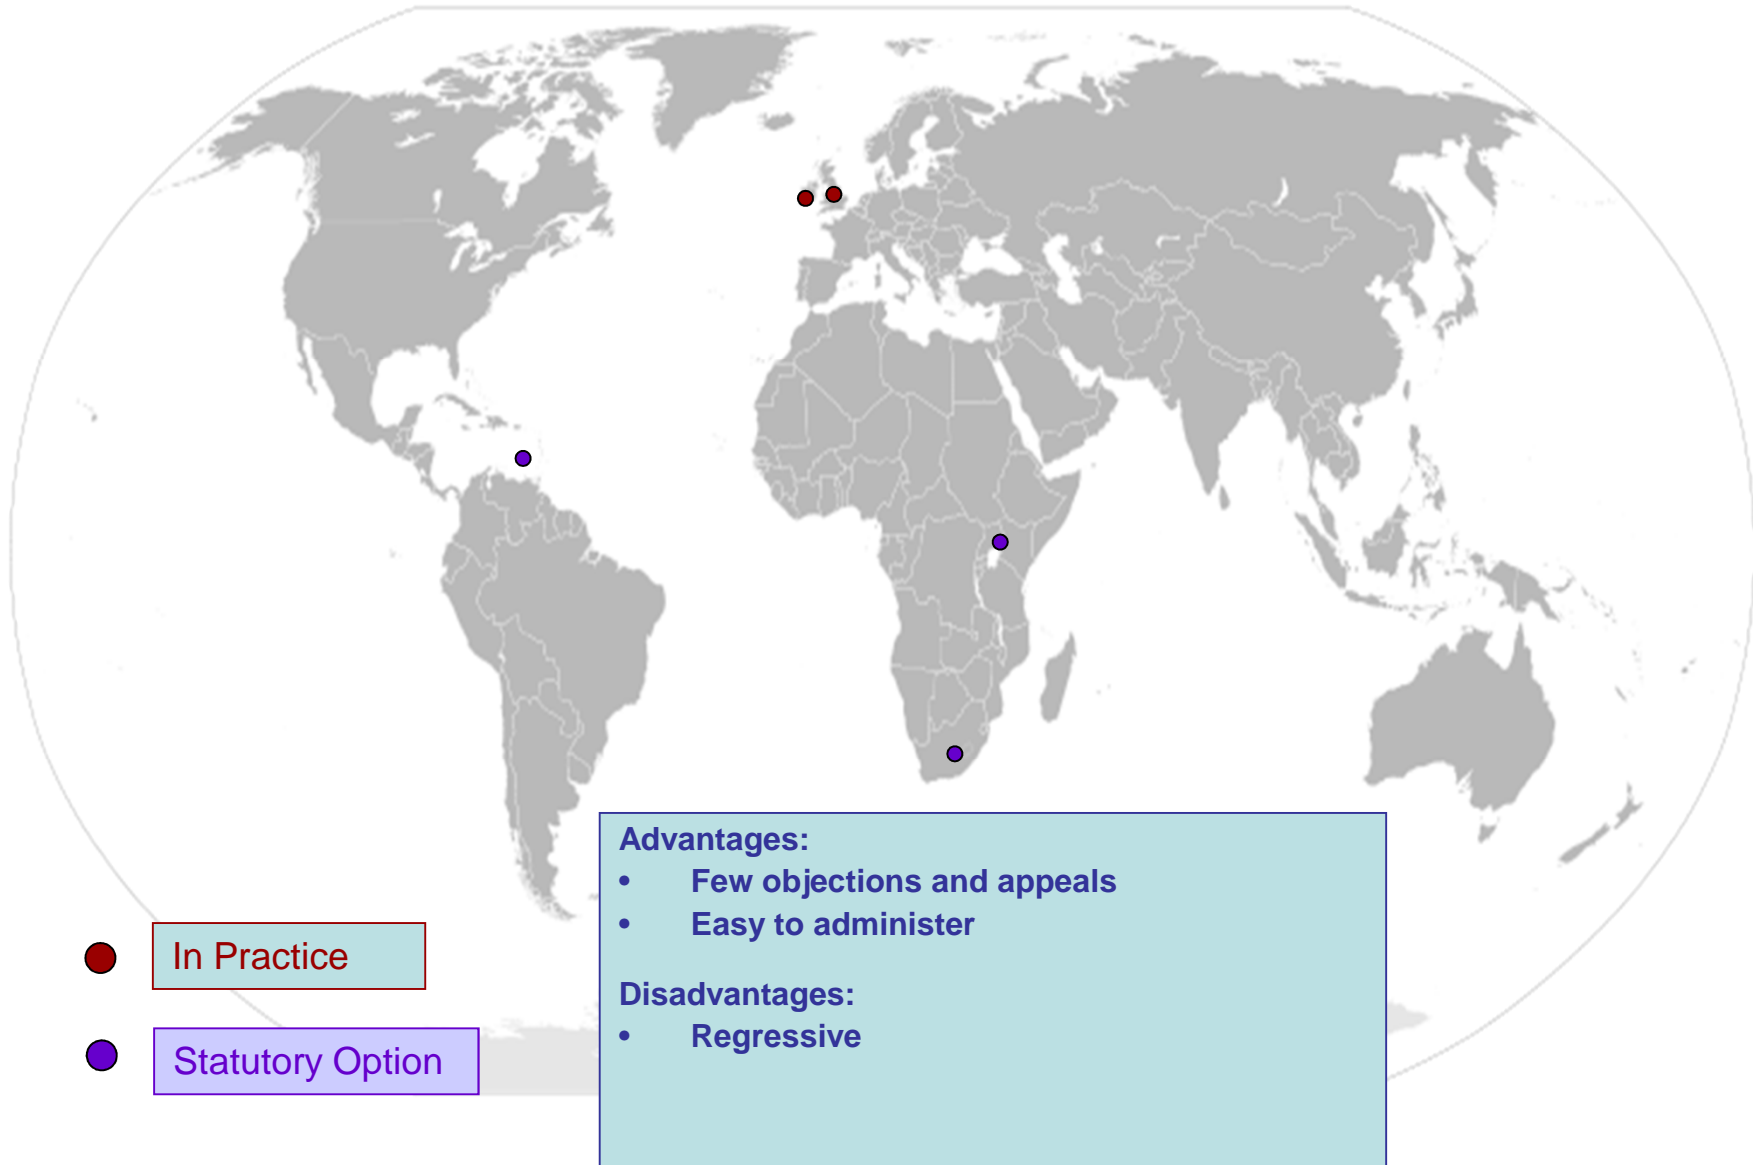 Advantages:
• Few objections and appeals
• Easy to administer
Disadvantages:
• Regressive
In Practice
Statutory Option